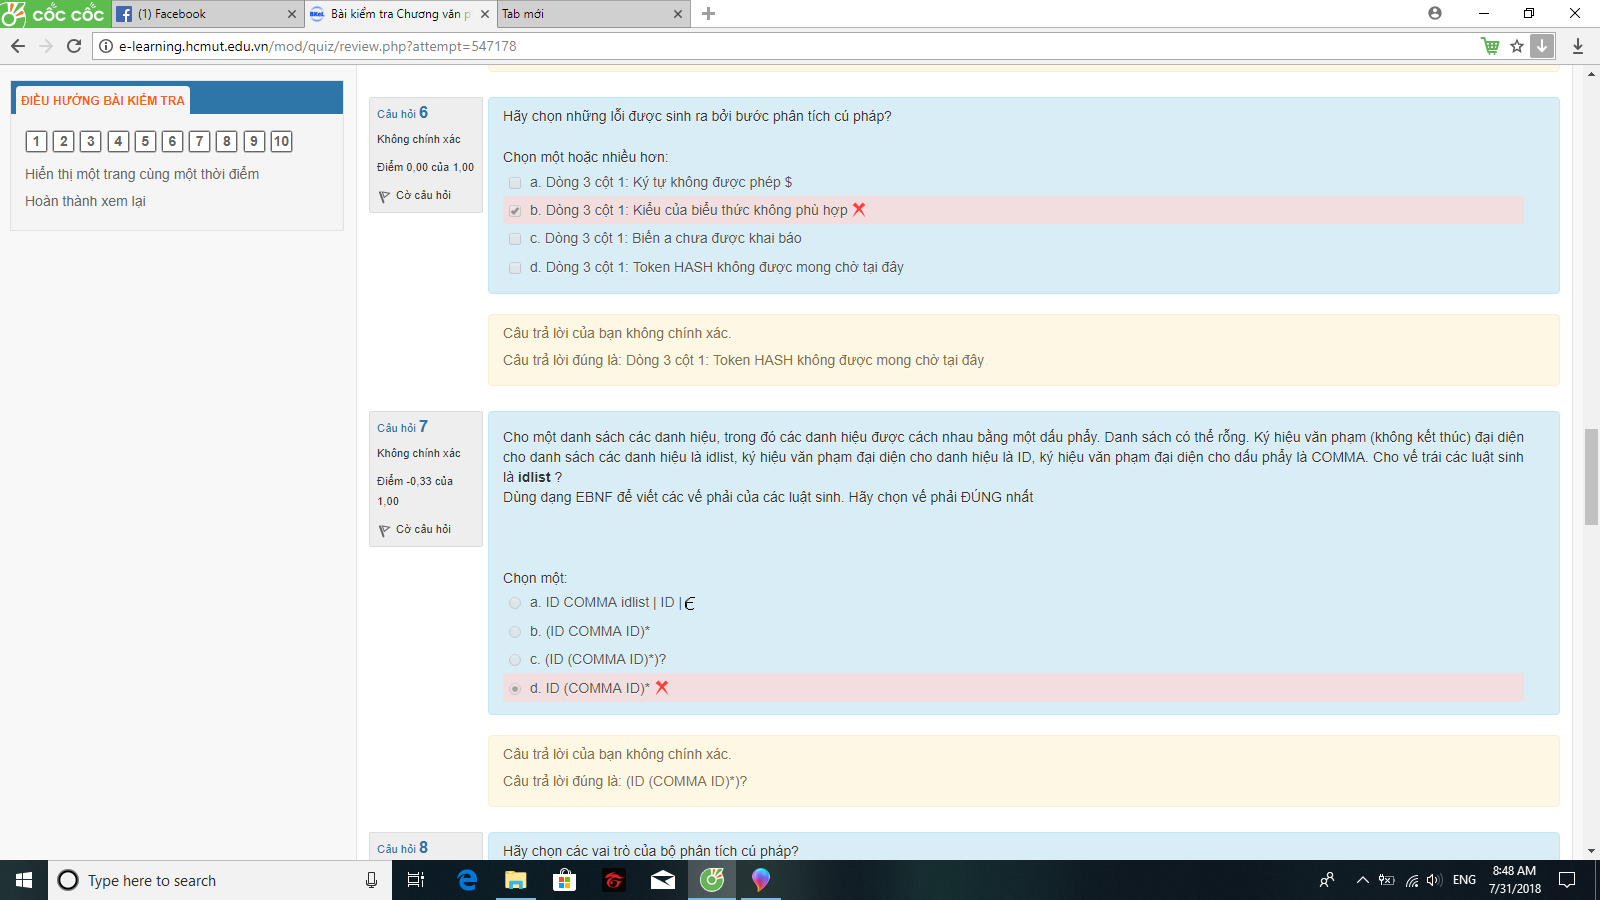 cốc cốc
(1) Facebook
BKeL Bài kiểm tra Chương văn p
Tab mới
e-learning.hcmut.edu.vn/mod/quiz/review.php?attempt=547178
ĐIỀU HƯỚNG BÀI KIỂM TRA
1 2 3 4 5 6 7 8 9 10
Hiển thị một trang cùng một thời điểm
Hoàn thành xem lại
Câu hỏi 6
Không chính xác
Điểm 0,00 của 1,00
Cờ câu hỏi
Hãy chọn những lỗi được sinh ra bởi bước phân tích cú pháp?
Chọn một hoặc nhiều hơn:
a. Dòng 3 cột 1: Ký tự không được phép $
b. Dòng 3 cột 1: Kiểu của biểu thức không phù hợp
c. Dòng 3 cột 1: Biến a chưa được khai báo
d. Dòng 3 cột 1: Token HASH không được mong chờ tại đây
Câu trả lời của bạn không chính xác.
Câu trả lời đúng là: Dòng 3 cột 1: Token HASH không được mong chờ tại đây
Câu hỏi 7
Không chính xác
Điểm -0,33 của
1,00
Cờ câu hỏi
Cho một danh sách các danh hiệu, trong đó các danh hiệu được cách nhau bằng một dấu phẩy. Danh sách có thể rỗng. Ký hiệu văn phạm (không kết thúc) đại diện
cho danh sách các danh hiệu là idlist, ký hiệu văn phạm đại diện cho danh hiệu là ID, ký hiệu văn phạm đại diện cho dấu phẩy là COMMA. Cho vế trái các luật sinh
là idlist ?
Dùng dạng EBNF để viết các vế phải của các luật sinh. Hãy chọn vế phải ĐÚNG nhất
Chọn một:
a. ID COMMA idlist | ID |ϵ
b. (ID COMMA ID)*
c. (ID (COMMA ID)*)?
d. ID (COMMA ID)*
Câu trả lời của bạn không chính xác.
Câu trả lời đúng là: (ID (COMMA ID)*)?
Câu hỏi 8
Hãy chọn các vai trò của bộ phân tích cú pháp?
Type here to search
ENG
8:48 AM
7/31/2018